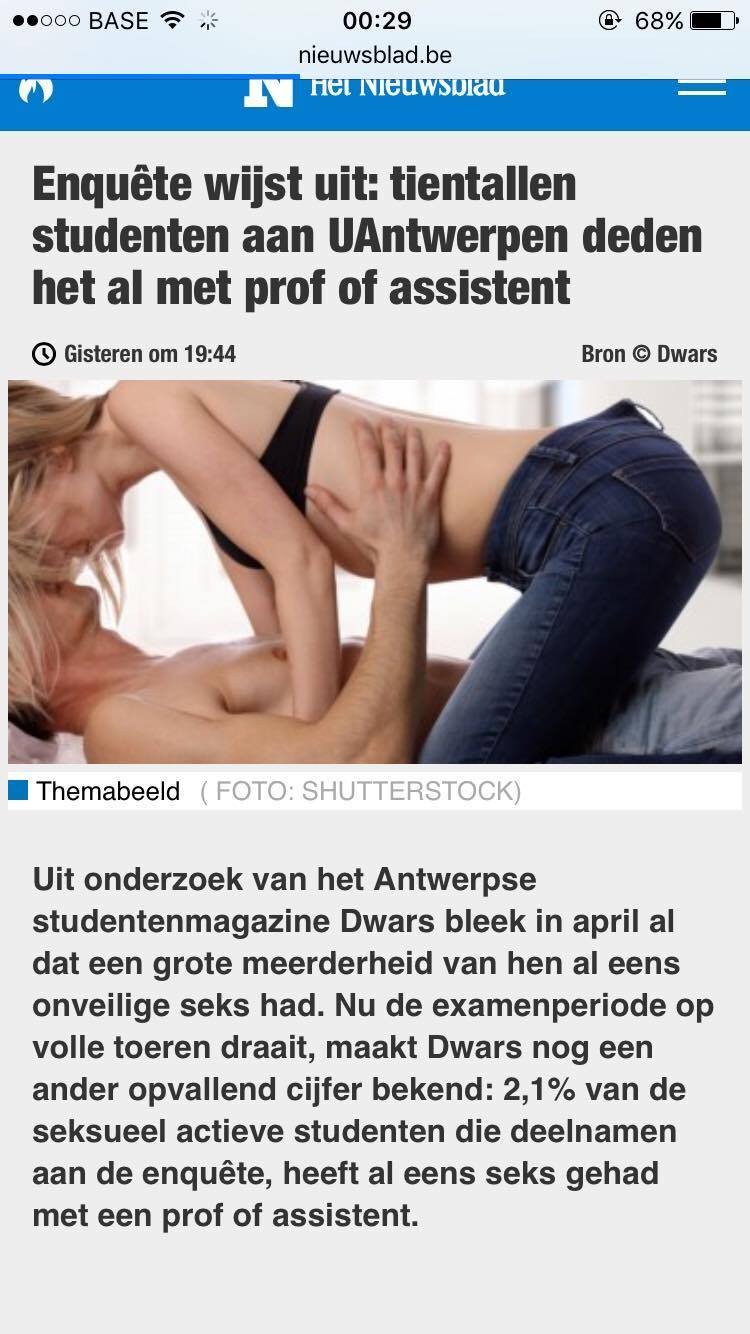 BASE 00:29 68%
nieuwsblad.be
N Het Nieuwsblad
Enquête wijst uit: tientallen
studenten aan UAntwerpen deden
het al met prof of assistent
Gisteren om 19:44 Bron © Dwars
Themabeeld ( FOTO: SHUTTERSTOCK)
Uit onderzoek van het Antwerpse
studentenmagazine Dwars bleek in april al
dat een grote meerderheid van hen al eens
onveilige seks had. Nu de examenperiode op
volle toeren draait, maakt Dwars nog een
ander opvallend cijfer bekend: 2,1% van de
seksueel actieve studenten die deelnamen
aan de enquête, heeft al eens seks gehad
met een prof of assistent.